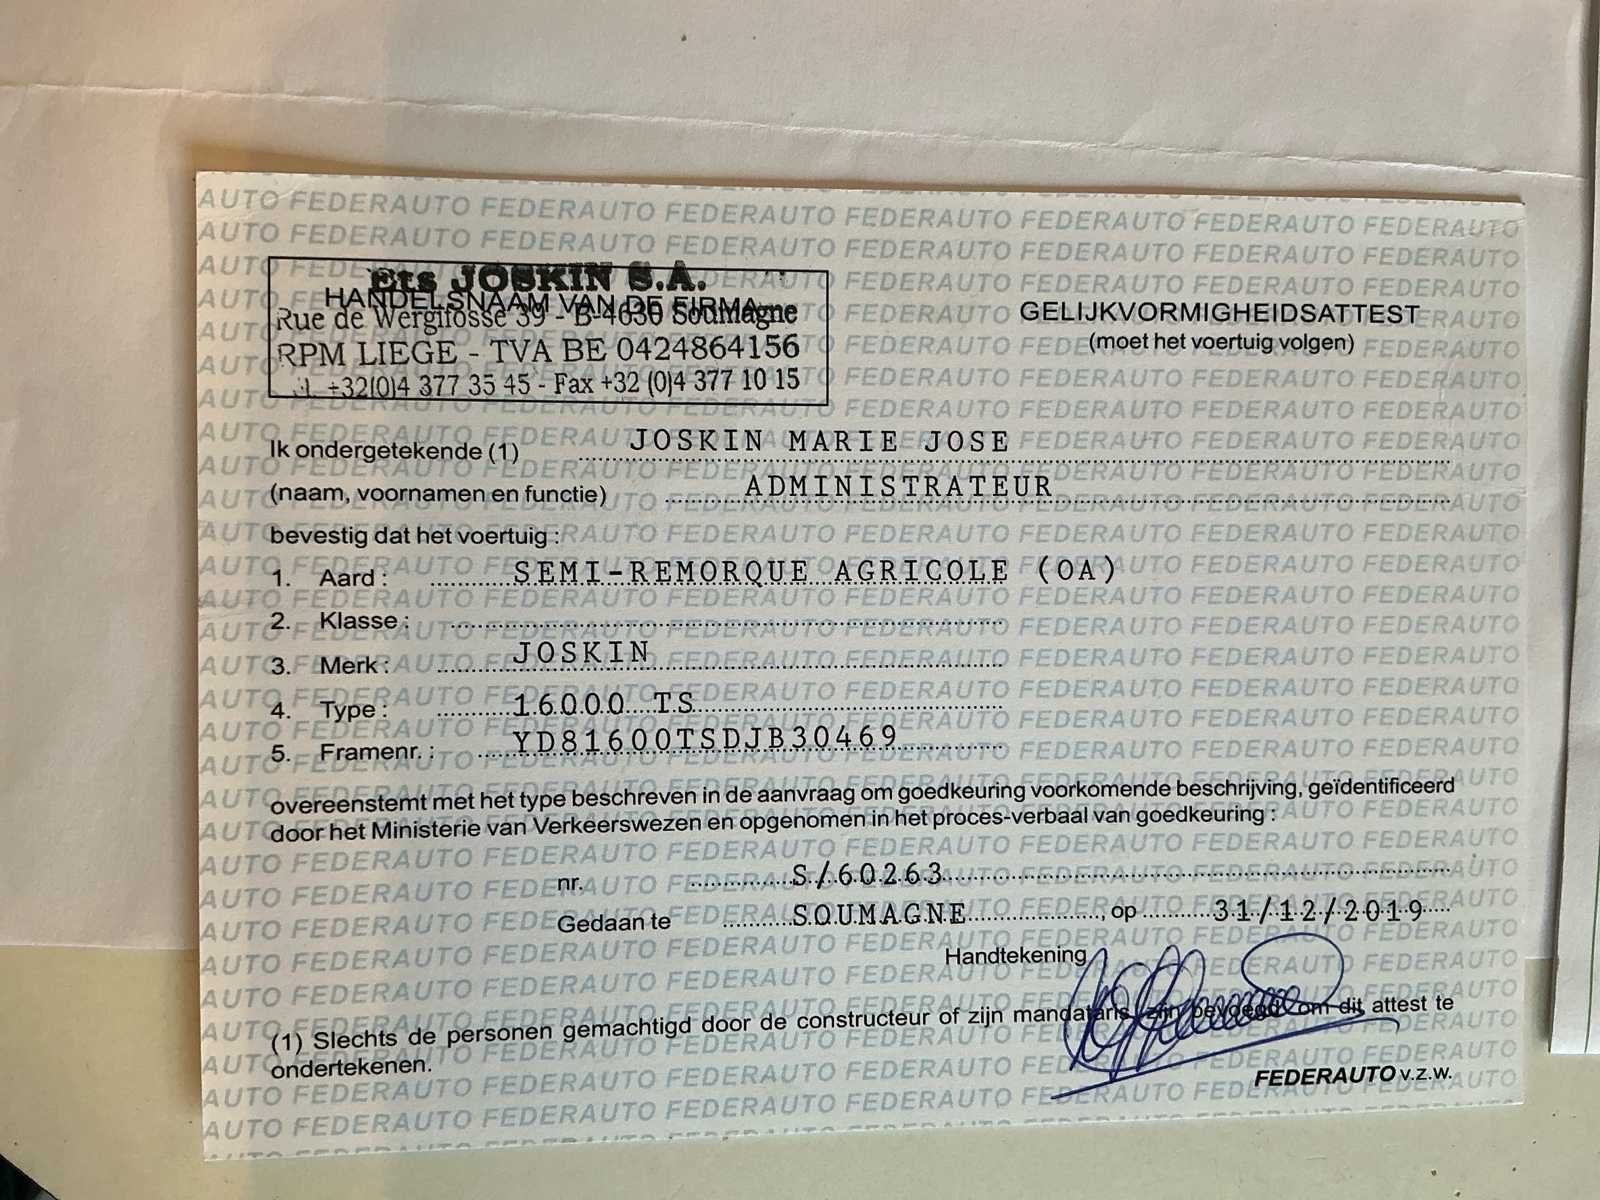 Ets JOSKIN S.A.
HANDELSNAAM VAN DE FIRMA
Rue de Wergifosse 39 - B-4630 Soumagne
RPM LIEGE - TVA BE 0424864156
+32(0)4 377 35 45 - Fax +32 (0)4 377 10 15
GELIJKVORMIGHEIDSATTEST
(moet het voertuig volgen)
Ik ondergetekende (1) JOSKIN MARIE JOSE
(naam, voornamen en functie) ADMINISTRATEUR
bevestig dat het voertuig :
1. Aard : SEMI-REMORQUE AGRICOLE (OA)
2. Klasse :
3. Merk : JOSKIN
4. Type : 16000 TS
5. Framenr. : YD81600TSDJB30469
overeenstemt met het type beschreven in de aanvraag om goedkeuring voorkomende beschrijving, geïdentificeerd
door het Ministerie van Verkeerswezen en opgenomen in het proces-verbaal van goedkeuring :
nr. S/60263
Gedaan te SOUMAGNE, op 31/12/2019
Handtekening
(1) Slechts de personen gemachtigd door de constructeur of zijn mandataris, zijn bevoegd om dit attest te
ondertekenen.
FEDERAUTO v.z.w.